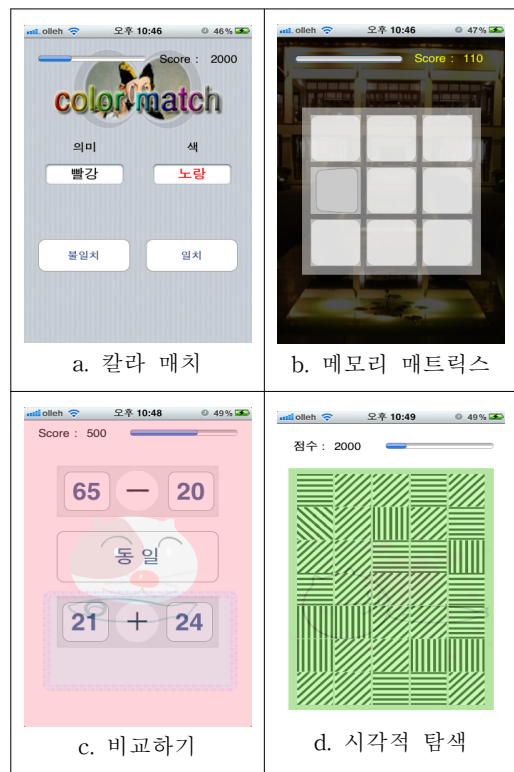 olleh 오후 10:46 46%
Score : 2000
color match
의미 색
빨강 노랑
불일치 일치
a. 칼라 매치
olleh 오후 10:46 47%
Score : 110
b. 메모리 매트릭스
olleh 오후 10:48 49%
Score : 500
65 − 20
동일
21 + 24
c. 비교하기
olleh 오후 10:49 49%
점수 : 2000
d. 시각적 탐색